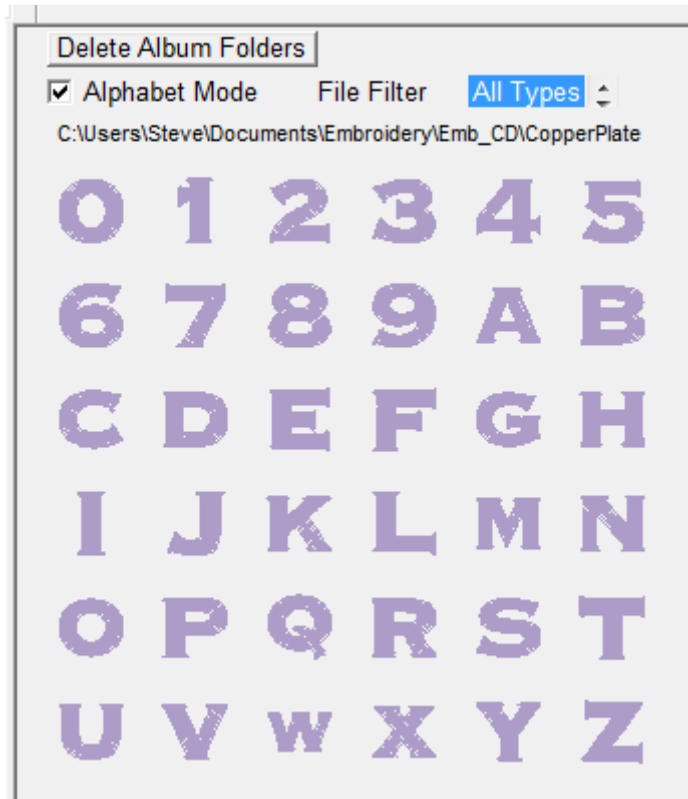 Delete Album Folders
Alphabet Mode File Filter All Types
C:\Users\Steve\Documents\Embroidery\Emb_CD\CopperPlate
0 1 2 3 4 5
6 7 8 9 A B
C D E F G H
I J K L M N
O P Q R S T
U V W X Y Z